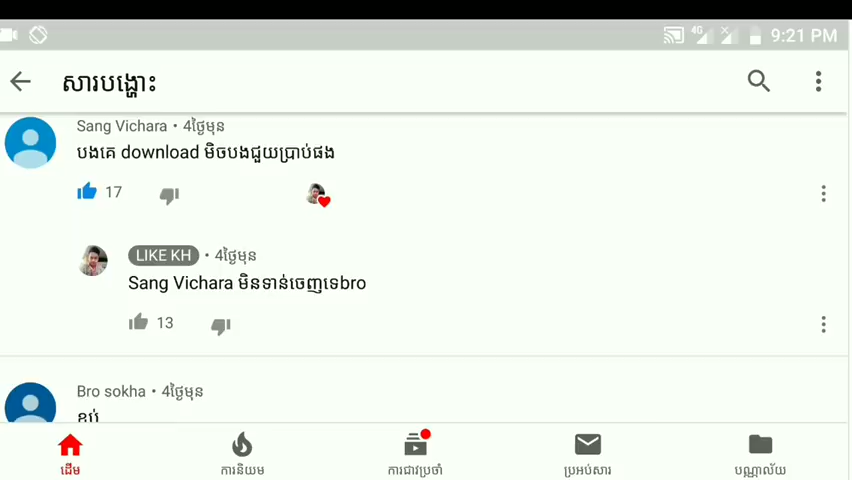 4G
9:21 PM
សារបង្ហោះ
Sang Vichara • 4ថ្ងៃមុន
បងគេ download មិចបងជួយប្រាប់ផង
17
LIKE KH • 4ថ្ងៃមុន
Sang Vichara មិនទាន់ចេញទេbro
13
Bro sokha • 4ថ្ងៃមុន
ឌប់
ដើម
ការនិយម
ការជាវប្រចាំ
ប្រអប់សារ
បណ្ណាល័យ